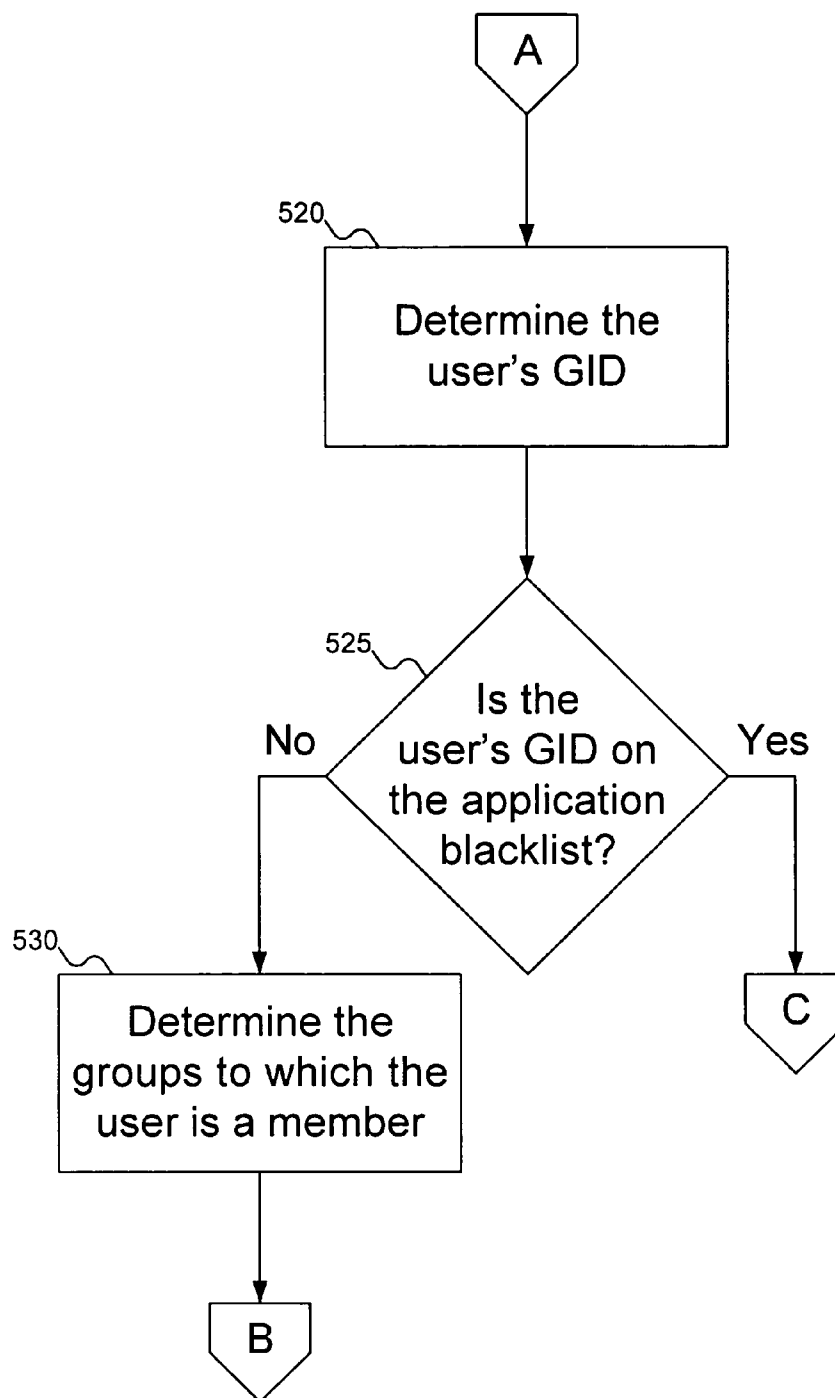 A
520
Determine the
user's GID
525
Is the
user's GID on
the application
blacklist?
No
Yes
530
Determine the
groups to which the
user is a member
C
B